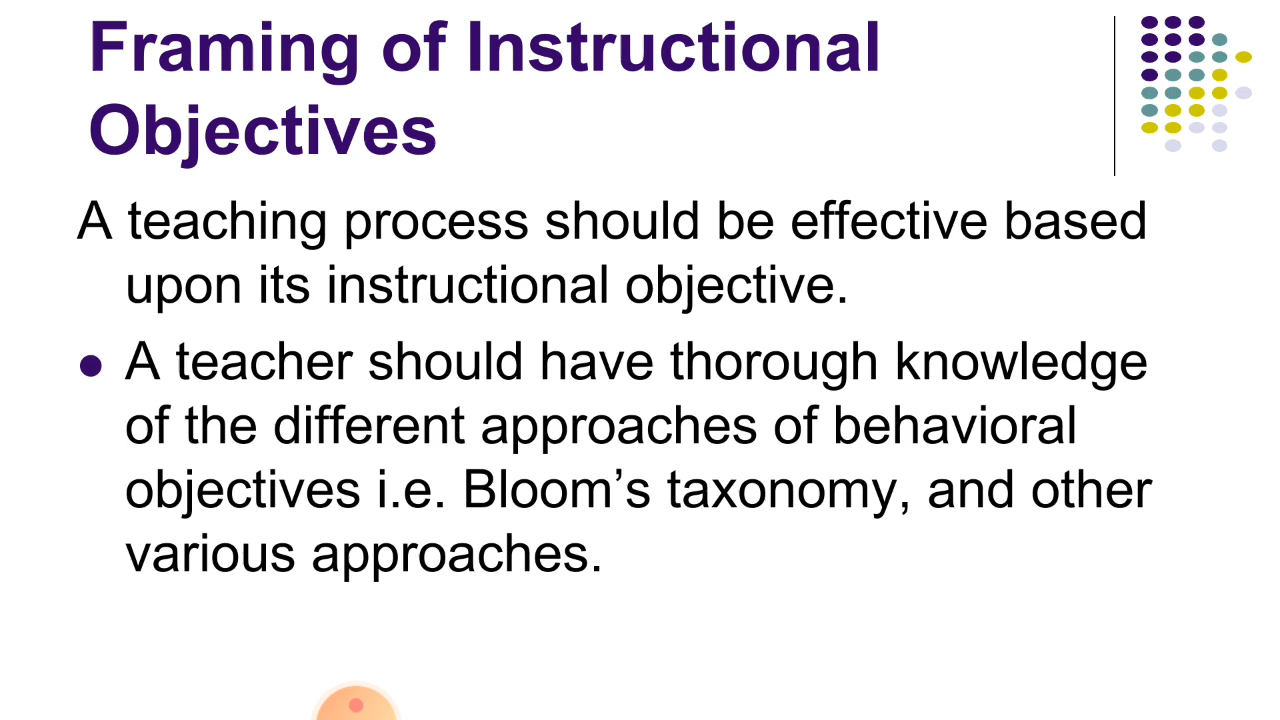 Framing of Instructional
Objectives
A teaching process should be effective based
upon its instructional objective.
● A teacher should have thorough knowledge
of the different approaches of behavioral
objectives i.e. Bloom’s taxonomy, and other
various approaches.